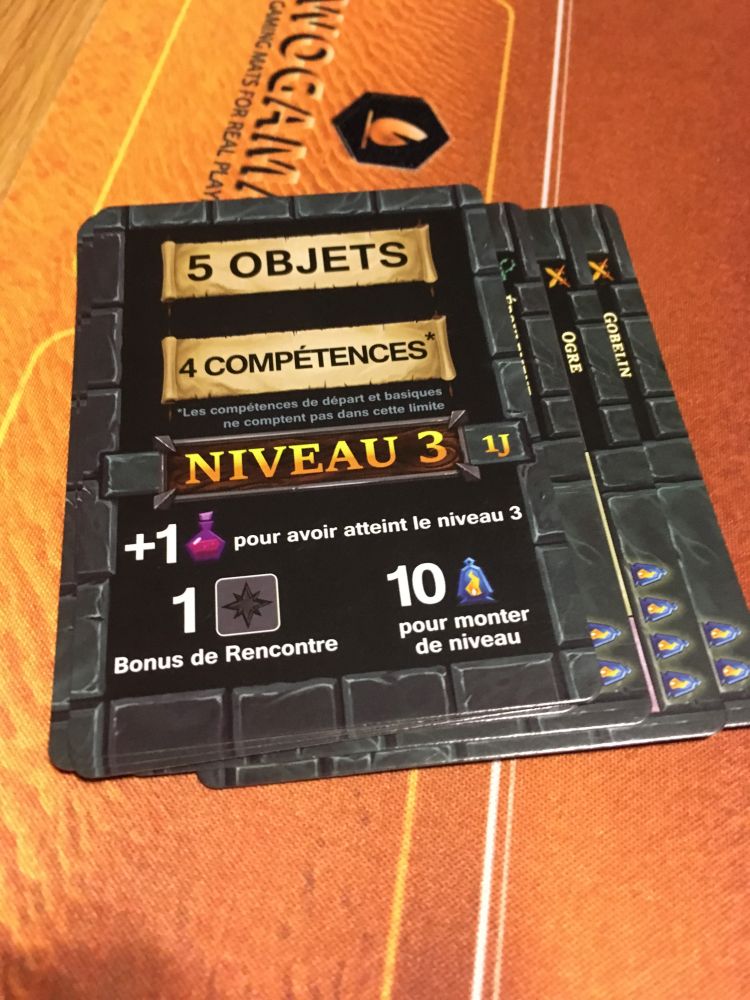 GAMING MATS FOR REAL
5 OBJETS
4 COMPÉTENCES*
*Les compétences de départ et basiques
ne comptent pas dans cette limite
NIVEAU 3
1J
+1 pour avoir atteint le niveau 3
1
Bonus de Rencontre
10
pour monter
de niveau
OGRE
GOBELIN